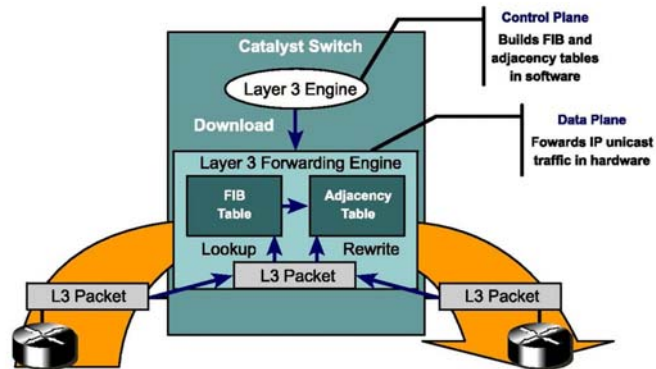 Control Plane
Builds FIB and
adjacency tables
in software
Catalyst Switch
Layer 3 Engine
Download
Data Plane
Fowards IP unicast
traffic in hardware
Layer 3 Forwarding Engine
FIB
Table
Adjacency
Table
Lookup
Rewrite
L3 Packet
L3 Packet
L3 Packet